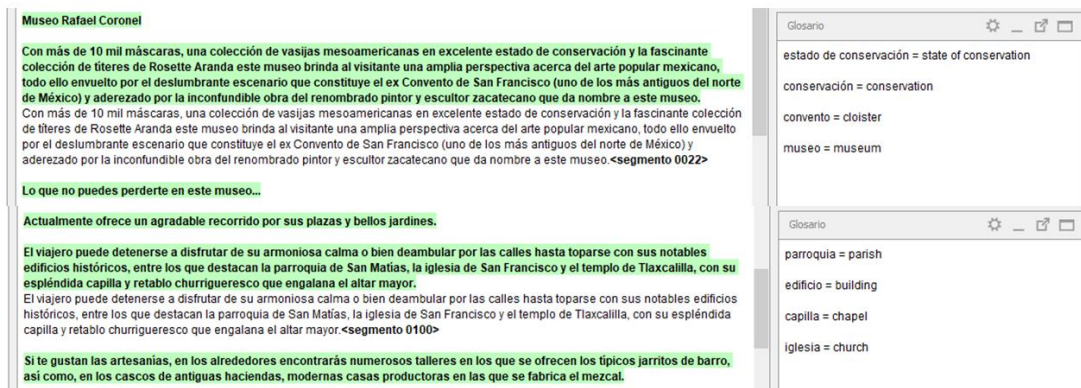 Museo Rafael Coronel
Con más de 10 mil máscaras, una colección de vasijas mesoamericanas en excelente estado de conservación y la fascinante
colección de títeres de Rosette Aranda este museo brinda al visitante una amplia perspectiva acerca del arte popular mexicano,
todo ello envuelto por el deslumbrante escenario que constituye el ex Convento de San Francisco (uno de los más antiguos del norte
de México) y aderezado por la inconfundible obra del renombrado pintor y escultor zacatecano que da nombre a este museo.
Con más de 10 mil máscaras, una colección de vasijas mesoamericanas en excelente estado de conservación y la fascinante colección
de títeres de Rosette Aranda este museo brinda al visitante una amplia perspectiva acerca del arte popular mexicano, todo ello envuelto
por el deslumbrante escenario que constituye el ex Convento de San Francisco (uno de los más antiguos del norte de México) y
aderezado por la inconfundible obra del renombrado pintor y escultor zacatecano que da nombre a este museo.<segmento 0022>
Lo que no puedes perderte en este museo...
Glosario
estado de conservación = state of conservation
conservación = conservation
convento = cloister
museo = museum
Actualmente ofrece un agradable recorrido por sus plazas y bellos jardines.
El viajero puede detenerse a disfrutar de su armoniosa calma o bien deambular por las calles hasta toparse con sus notables
edificios históricos, entre los que destacan la parroquia de San Matías, la iglesia de San Francisco y el templo de Tlaxcalilla, con su
espléndida capilla y retablo churrigueresco que engalana el altar mayor.
El viajero puede detenerse a disfrutar de su armoniosa calma o bien deambular por las calles hasta toparse con sus notables edificios
históricos, entre los que destacan la parroquia de San Matías, la iglesia de San Francisco y el templo de Tlaxcalilla, con su espléndida
capilla y retablo churrigueresco que engalana el altar mayor.<segmento 0100>
Si te gustan las artesanías, en los alrededores encontrarás numerosos talleres en los que se ofrecen los típicos jarritos de barro,
así como, en los cascos de antiguas haciendas, modernas casas productoras en las que se fabrica el mezcal.
Glosario
parroquia = parish
edificio = building
capilla = chapel
iglesia = church